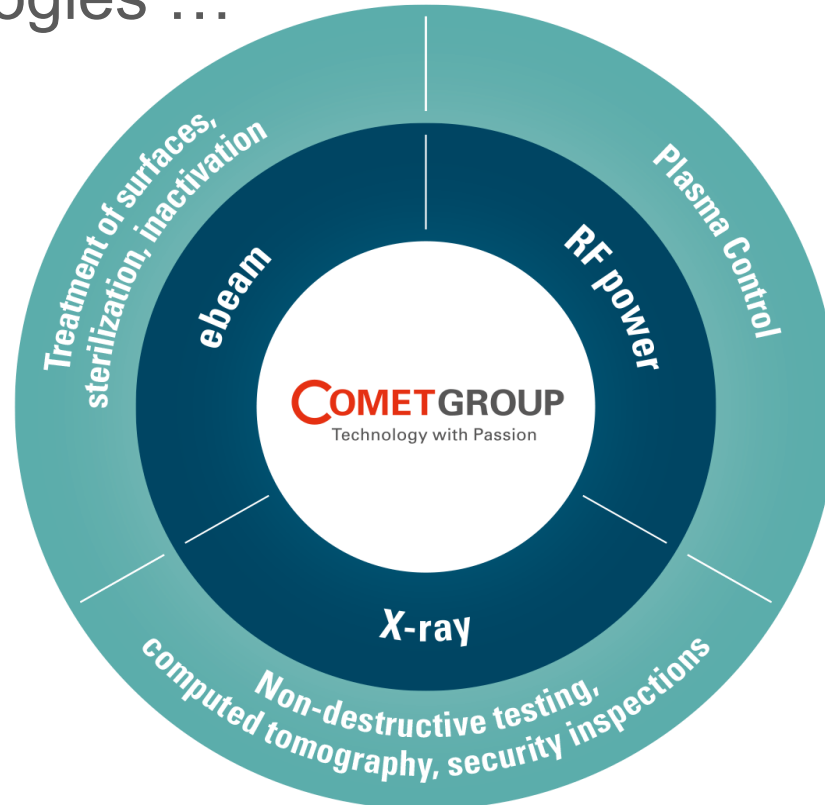 ogies ...
Treatment of surfaces,
sterilization, inactivation
Plasma Control
ebeam
RF power
COMETGROUP
Technology with Passion
X-ray
Non-destructive testing,
computed tomography, security inspections